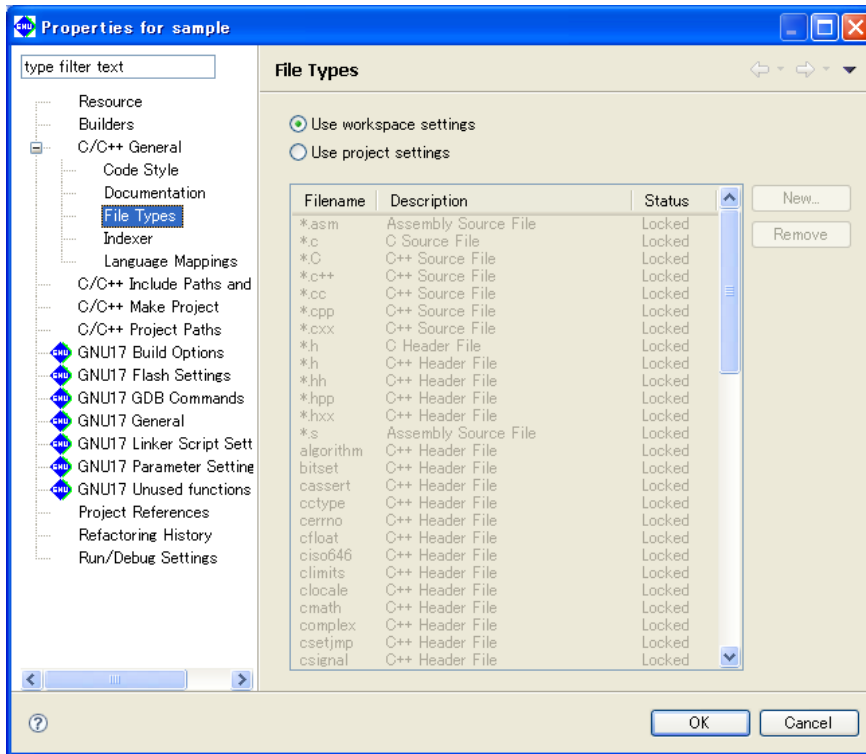 Properties for sample
type filter text
Resource
Builders
C/C++ General
Code Style
Documentation
File Types
Indexer
Language Mappings
C/C++ Include Paths and
C/C++ Make Project
C/C++ Project Paths
GNU17 Build Options
GNU17 Flash Settings
GNU17 GDB Commands
GNU17 General
GNU17 Linker Script Sett
GNU17 Parameter Setting
GNU17 Unused functions
Project References
Refactoring History
Run/Debug Settings
File Types
Use workspace settings
Use project settings
Filename Description Status
*.asm Assembly Source File Locked
*.c C Source File Locked
*.C C++ Source File Locked
*.c++ C++ Source File Locked
*.cc C++ Source File Locked
*.cpp C++ Source File Locked
*.cxx C++ Source File Locked
*.h C Header File Locked
*.h C++ Header File Locked
*.hh C++ Header File Locked
*.hpp C++ Header File Locked
*.hxx C++ Header File Locked
*.s Assembly Source File Locked
algorithm C++ Header File Locked
bitset C++ Header File Locked
cassert C++ Header File Locked
cctype C++ Header File Locked
cerrno C++ Header File Locked
cfloat C++ Header File Locked
ciso646 C++ Header File Locked
climits C++ Header File Locked
clocale C++ Header File Locked
cmath C++ Header File Locked
complex C++ Header File Locked
csetjmp C++ Header File Locked
csignal C++ Header File Locked
New...
Remove
OK
Cancel